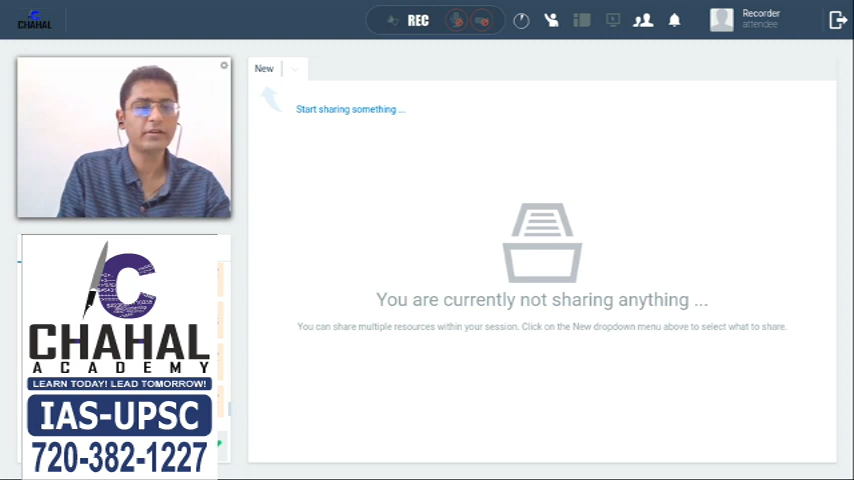 CHAHAL
REC
Recorder
attendee
New
Start sharing something ...
You are currently not sharing anything ...
You can share multiple resources within your session. Click on the New dropdown menu above to select what to share.
C
CHAHAL
ACADEMY
LEARN TODAY! LEAD TOMORROW!
IAS-UPSC
720-382-1227